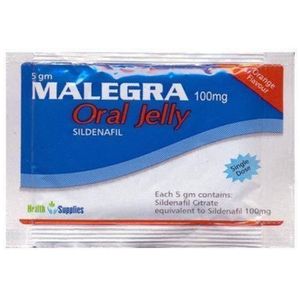 5 gm
MALEGRA 100mg
Orange
Flavour
Oral Jelly
SILDENAFIL
Single
Dose
Each 5 gm contains:
Sildenafil Citrate
equivalent to Sildenafil 100mg
Health Supplies